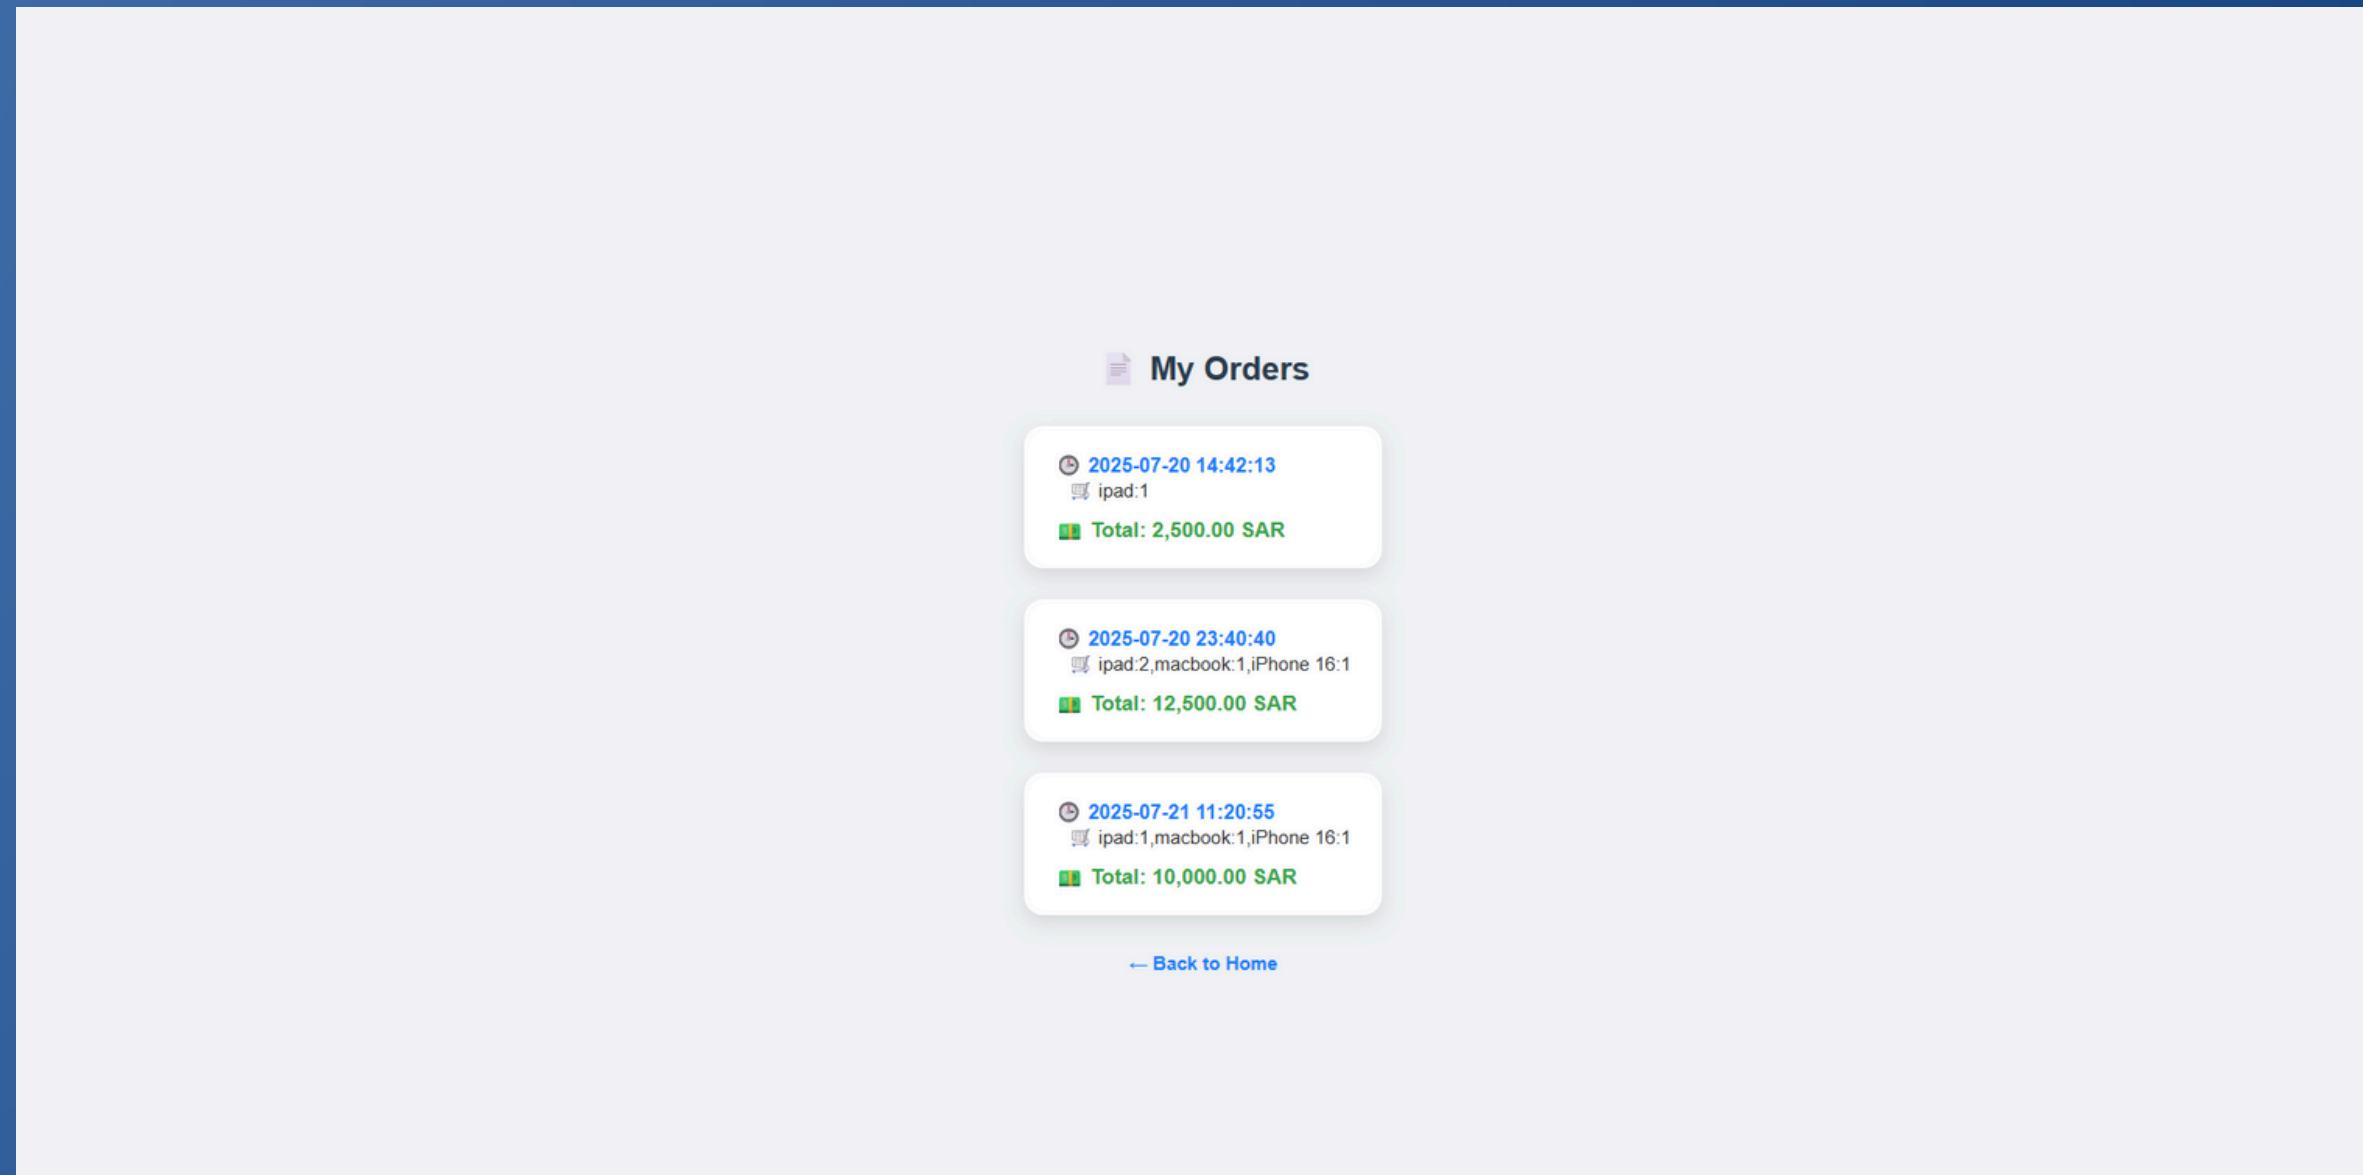 My Orders
2025-07-20 14:42:13
ipad:1
Total: 2,500.00 SAR
2025-07-20 23:40:40
ipad:2,macbook:1,iPhone 16:1
Total: 12,500.00 SAR
2025-07-21 11:20:55
ipad:1,macbook:1,iPhone 16:1
Total: 10,000.00 SAR
← Back to Home